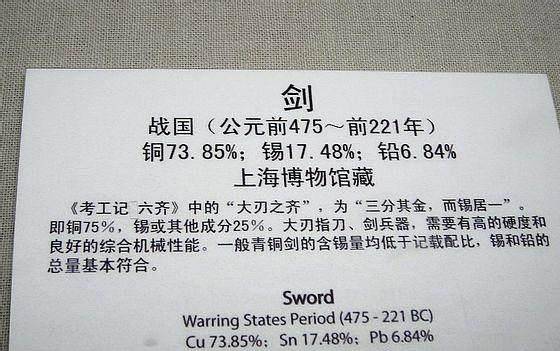 剑
战国（公元前475～前221年）
铜73.85%；锡17.48%；铅6.84%
上海博物馆藏
《考工记 六齐》中的“大刃之齐”，为“三分其金，而锡居一”。
即铜75%，锡或其他成分25%。大刃指刀、剑兵器，需要有高的硬度和
良好的综合机械性能。一般青铜剑的含锡量均低于记载配比，锡和铅的
总量基本符合。
Sword
Warring States Period (475 - 221 BC)
Cu 73.85%; Sn 17.48%; Pb 6.84%